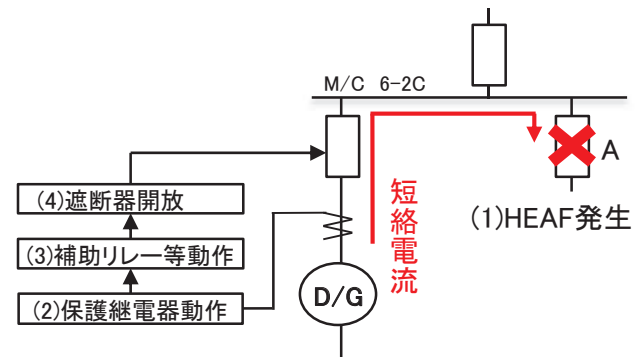 M/C 6-2C
A
(1)HEAF発生
短絡電流
(4)遮断器開放
(3)補助リレー等動作
(2)保護継電器動作
D/G